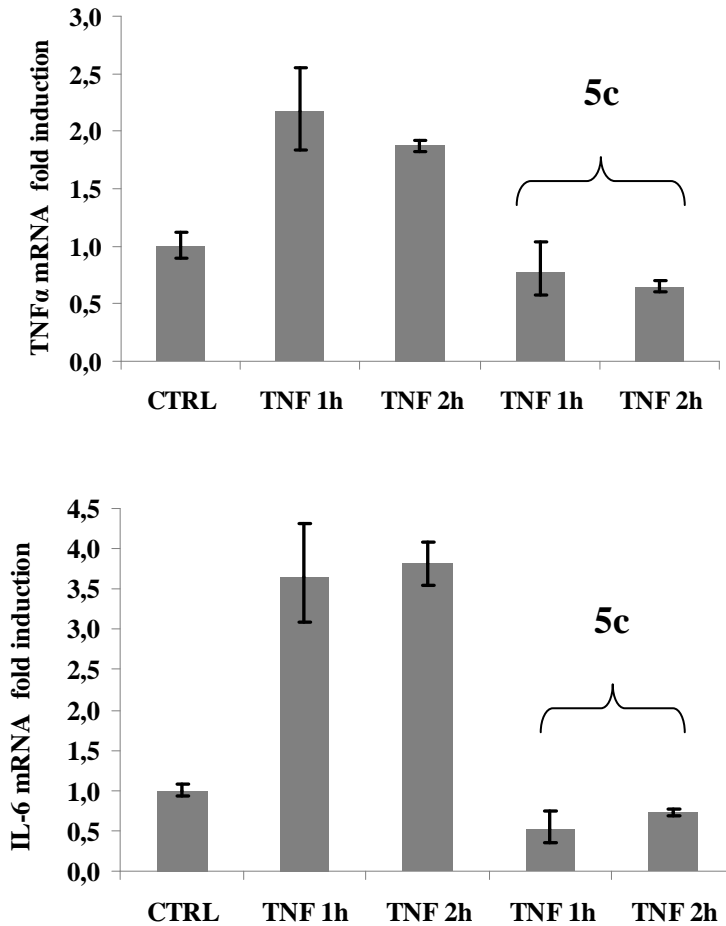 TNFα mRNA fold induction
3,0
2,5
2,0
1,5
1,0
0,5
0,0
5c
CTRL TNF 1h TNF 2h TNF 1h TNF 2h
IL-6 mRNA fold induction
4,5
4,0
3,5
3,0
2,5
2,0
1,5
1,0
0,5
0,0
5c
CTRL TNF 1h TNF 2h TNF 1h TNF 2h